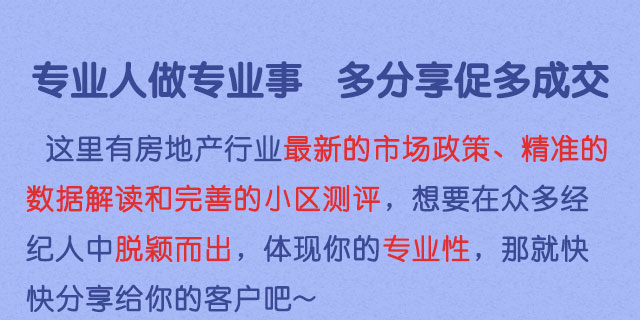 专业人做专业事 多分享促多成交
这里有房地产行业最新的市场政策、精准的
数据解读和完善的小区测评，想要在众多经
纪人中脱颖而出，体现你的专业性，那就快
快分享给你的客户吧～